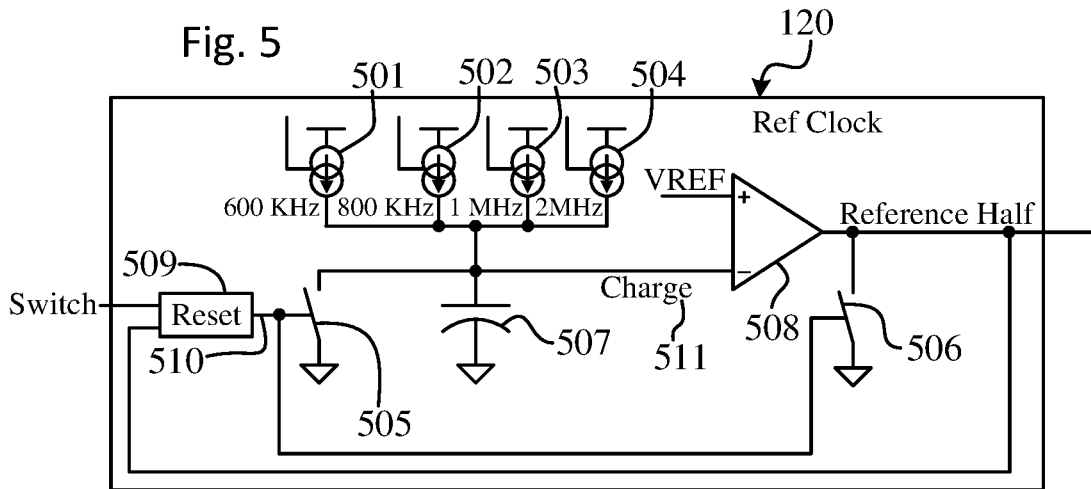 Fig. 5
120
501
502
503
504
Ref Clock
VREF
+
600 KHz
800 KHz
1 MHz
2MHz
Reference Half
509
Switch
Reset
−
Charge
510
507
511
508
506
505